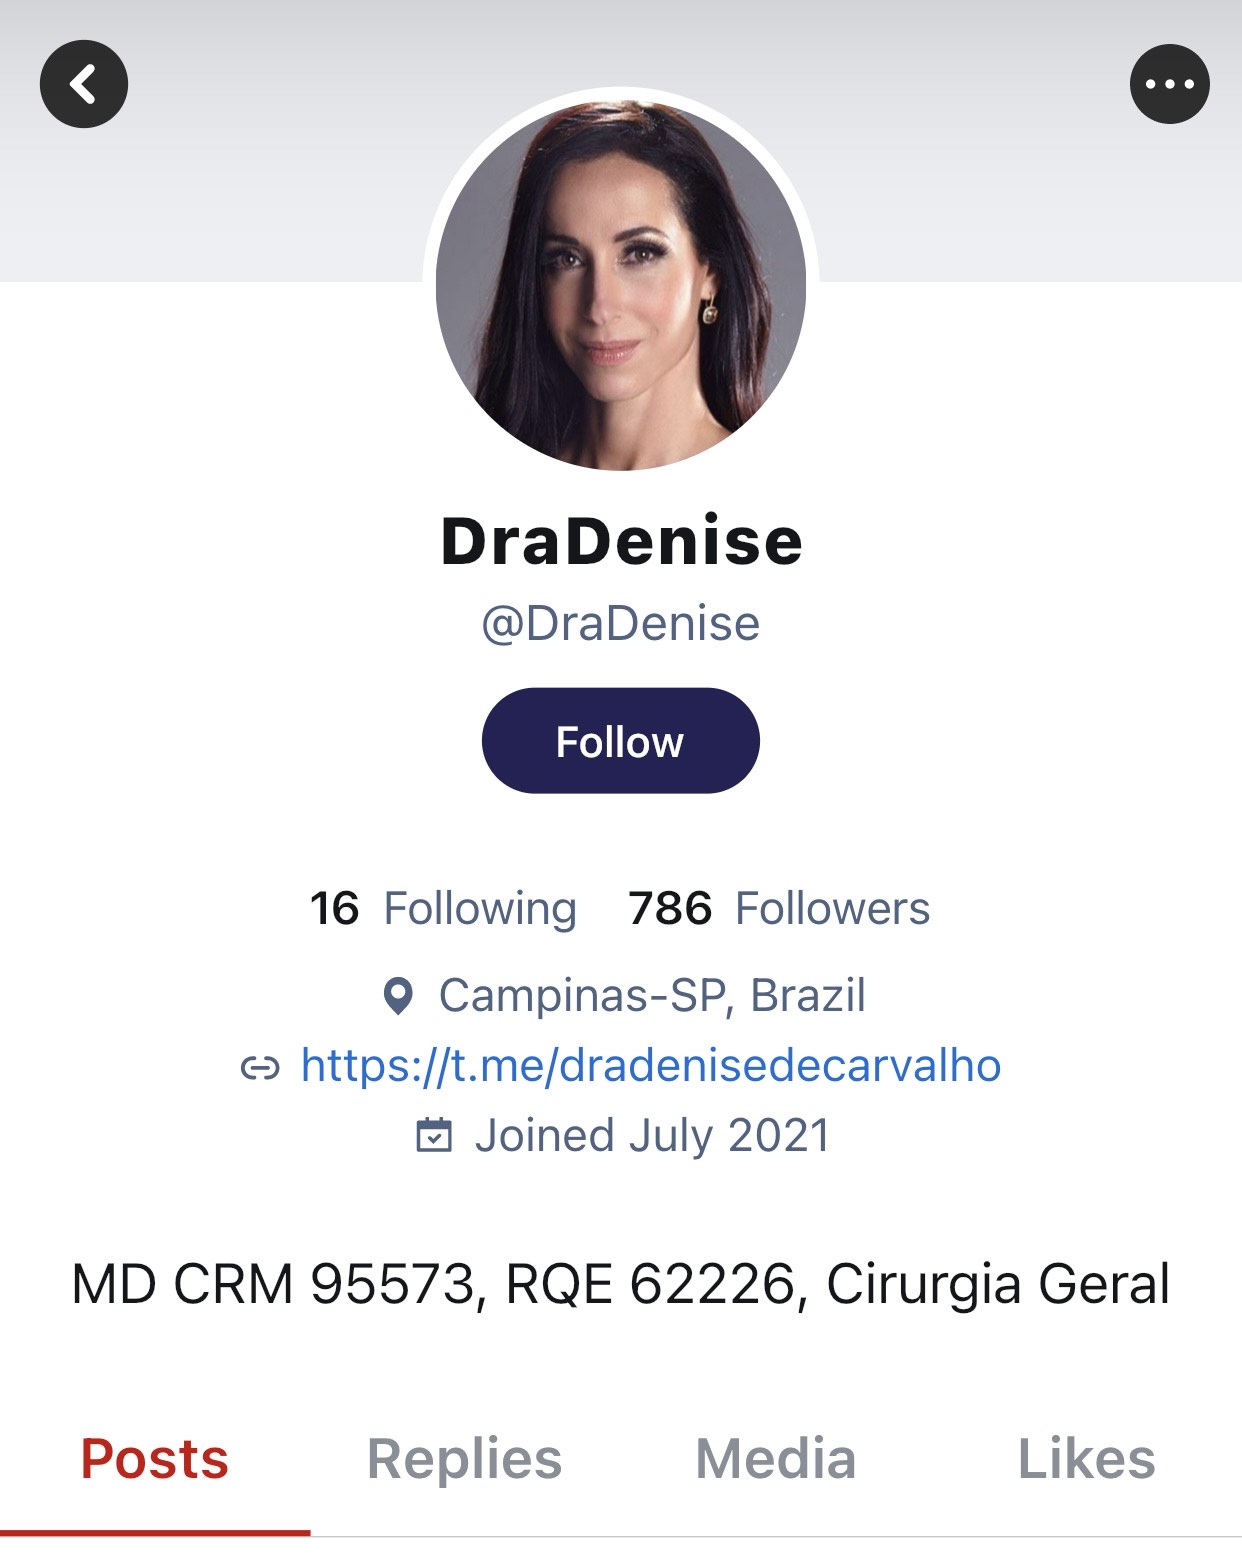 DraDenise
@DraDenise
Follow
16 Following 786 Followers
Campinas-SP, Brazil
https://t.me/dradenisedecarvalho
Joined July 2021
MD CRM 95573, RQE 62226, Cirurgia Geral
Posts Replies Media Likes